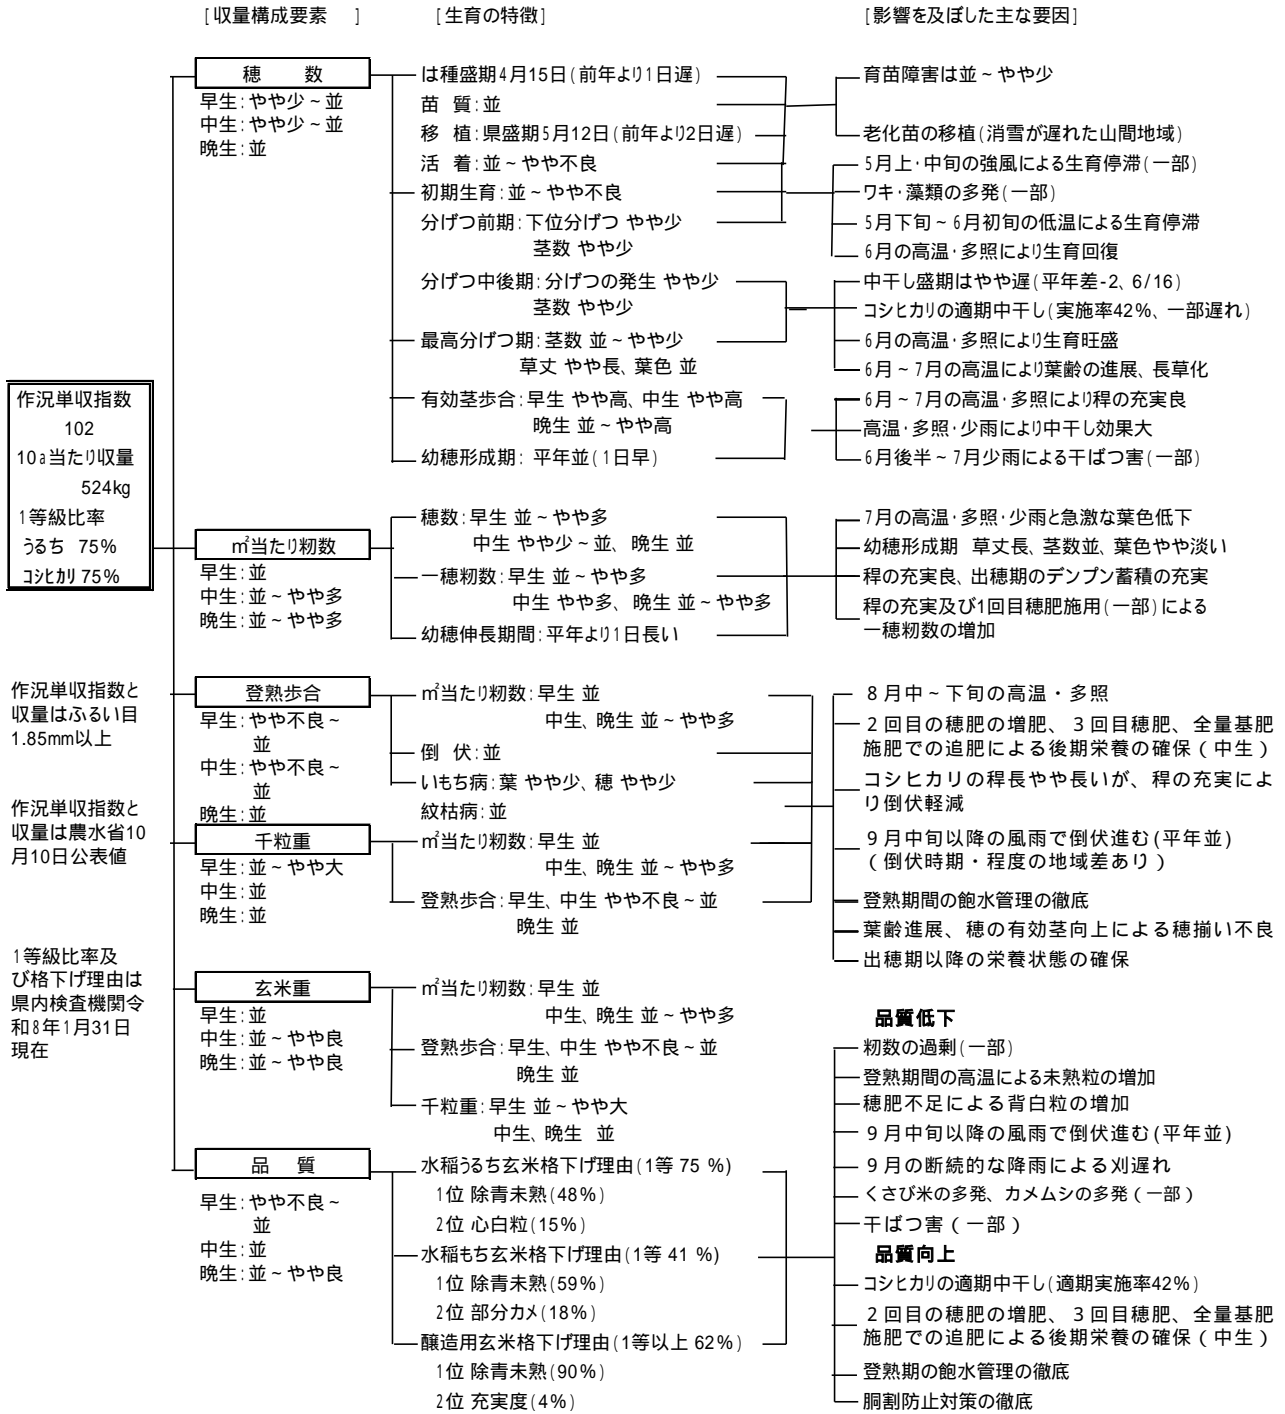 [収量構成要素　]
[生育の特徴]
[影響を及ぼした主な要因]
作況単収指数
102
10a当たり収量
524kg
1等級比率
うるち 75%
コシヒカリ 75%
作況単収指数と
収量はふるい目
1.85mm以上
作況単収指数と
収量は農水省10
月10日公表値
1等級比率及
び格下げ理由は
県内検査機関令
和8年1月31日
現在
穂　数
早生:やや少~並
中生:やや少~並
晩生:並
は種盛期4月15日(前年より1日遅)
苗 質:並
移 植:県盛期5月12日(前年より2日遅)
活 着:並~やや不良
初期生育:並~やや不良
分げつ前期:下位分げつ やや少
茎数 やや少
分げつ中後期:分げつの発生 やや少
茎数 やや少
最高分げつ期:茎数 並~やや少
草丈 やや長、葉色 並
有効茎歩合:早生 やや高、中生 やや高
晩生 並~やや高
幼穂形成期: 平年並(1日早)
育苗障害は並~やや少
老化苗の移植(消雪が遅れた山間地域)
5月上・中旬の強風による生育停滞(一部)
ワキ・藻類の多発(一部)
5月下旬~6月初旬の低温による生育停滞
6月の高温・多照により生育回復
中干し盛期はやや遅(平年差-2、6/16)
コシヒカリの適期中干し(実施率42%、一部遅れ)
6月の高温・多照により生育旺盛
6月~7月の高温により葉齢の進展、長草化
6月~7月の高温・多照により稈の充実良
高温・多照・少雨により中干し効果大
6月後半~7月少雨による干ばつ害(一部)
㎡当たり籾数
早生:並
中生:並~やや多
晩生:並~やや多
穂数:早生 並~やや多
中生 やや少~並、晩生 並
一穂籾数:早生 並~やや多
中生 やや多、晩生 並~やや多
幼穂伸長期間:平年より1日長い
7月の高温・多照・少雨と急激な葉色低下
幼穂形成期 草丈長、茎数並、葉色やや淡い
稈の充実良、出穂期のデンプン蓄積の充実
稈の充実及び1回目穂肥施用(一部)による
一穂籾数の増加
登熟歩合
早生:やや不良~
並
中生:やや不良~
並
晩生:並
㎡当たり籾数:早生 並
中生、晩生 並~やや多
倒 伏:並
いもち病:葉 やや少、穂 やや少
紋枯病:並
千粒重
早生:並~やや大
中生:並
晩生:並
㎡当たり籾数:早生 並
中生、晩生 並~やや多
登熟歩合:早生、中生 やや不良~並
晩生 並
8月中~下旬の高温・多照
2回目の穂肥の増肥、3回目穂肥、全量基肥
施肥での追肥による後期栄養の確保(中生)
コシヒカリの稈長やや長いが、稈の充実によ
り倒伏軽減
9月中旬以降の風雨で倒伏進む(平年並)
(倒伏時期・程度の地域差あり)
登熟期間の飽水管理の徹底
葉齢進展、穂の有効茎向上による穂揃い不良
出穂期以降の栄養状態の確保
玄米重
早生:並
中生:並~やや良
晩生:並~やや良
㎡当たり籾数:早生 並
中生、晩生 並~やや多
登熟歩合:早生、中生 やや不良~並
晩生 並
千粒重:早生 並~やや大
中生、晩生 並
品　質
早生:やや不良~
並
中生:並
晩生:並~やや良
水稲うるち玄米格下げ理由(1等 75 %)
1位 除青未熟(48%)
2位 心白粒(15%)
水稲もち玄米格下げ理由(1等 41 %)
1位 除青未熟(59%)
2位 部分カメ(18%)
醸造用玄米格下げ理由(1等以上 62%)
1位 除青未熟(90%)
2位 充実度(4%)
品質低下
籾数の過剰(一部)
登熟期間の高温による未熟粒の増加
穂肥不足による背白粒の増加
9月中旬以降の風雨で倒伏進む(平年並)
9月の断続的な降雨による刈遅れ
くさび米の多発、カメムシの多発(一部)
干ばつ害(一部)
品質向上
コシヒカリの適期中干し(適期実施率42%)
2回目の穂肥の増肥、3回目穂肥、全量基肥
施肥での追肥による後期栄養の確保(中生)
登熟期の飽水管理の徹底
胴割防止対策の徹底